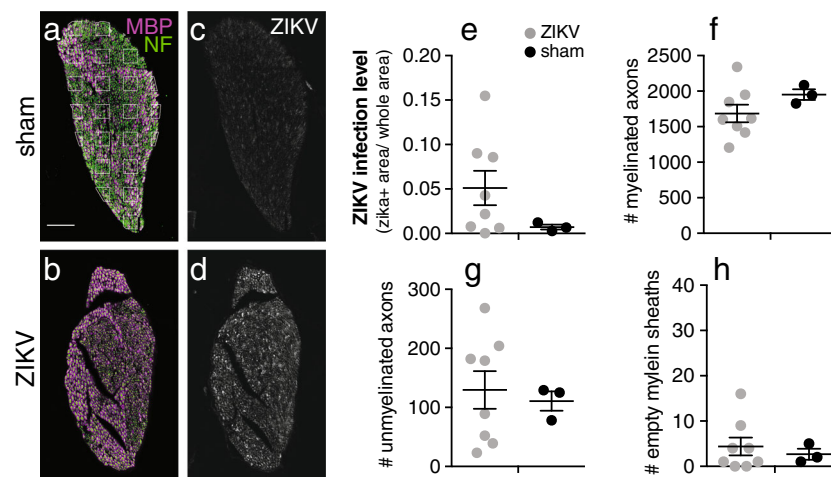 a
MBP
NF
c
ZIKV
sham
b
d
ZIKV
e
ZIKV
sham
ZIKV infection level
(zika+ area/ whole area)
0.20
0.15
0.10
0.05
0.00
f
# myelinated axons
2500
2000
1500
1000
500
0
g
# unmyelinated axons
300
200
100
0
h
# empty mylein sheaths
40
30
20
10
0